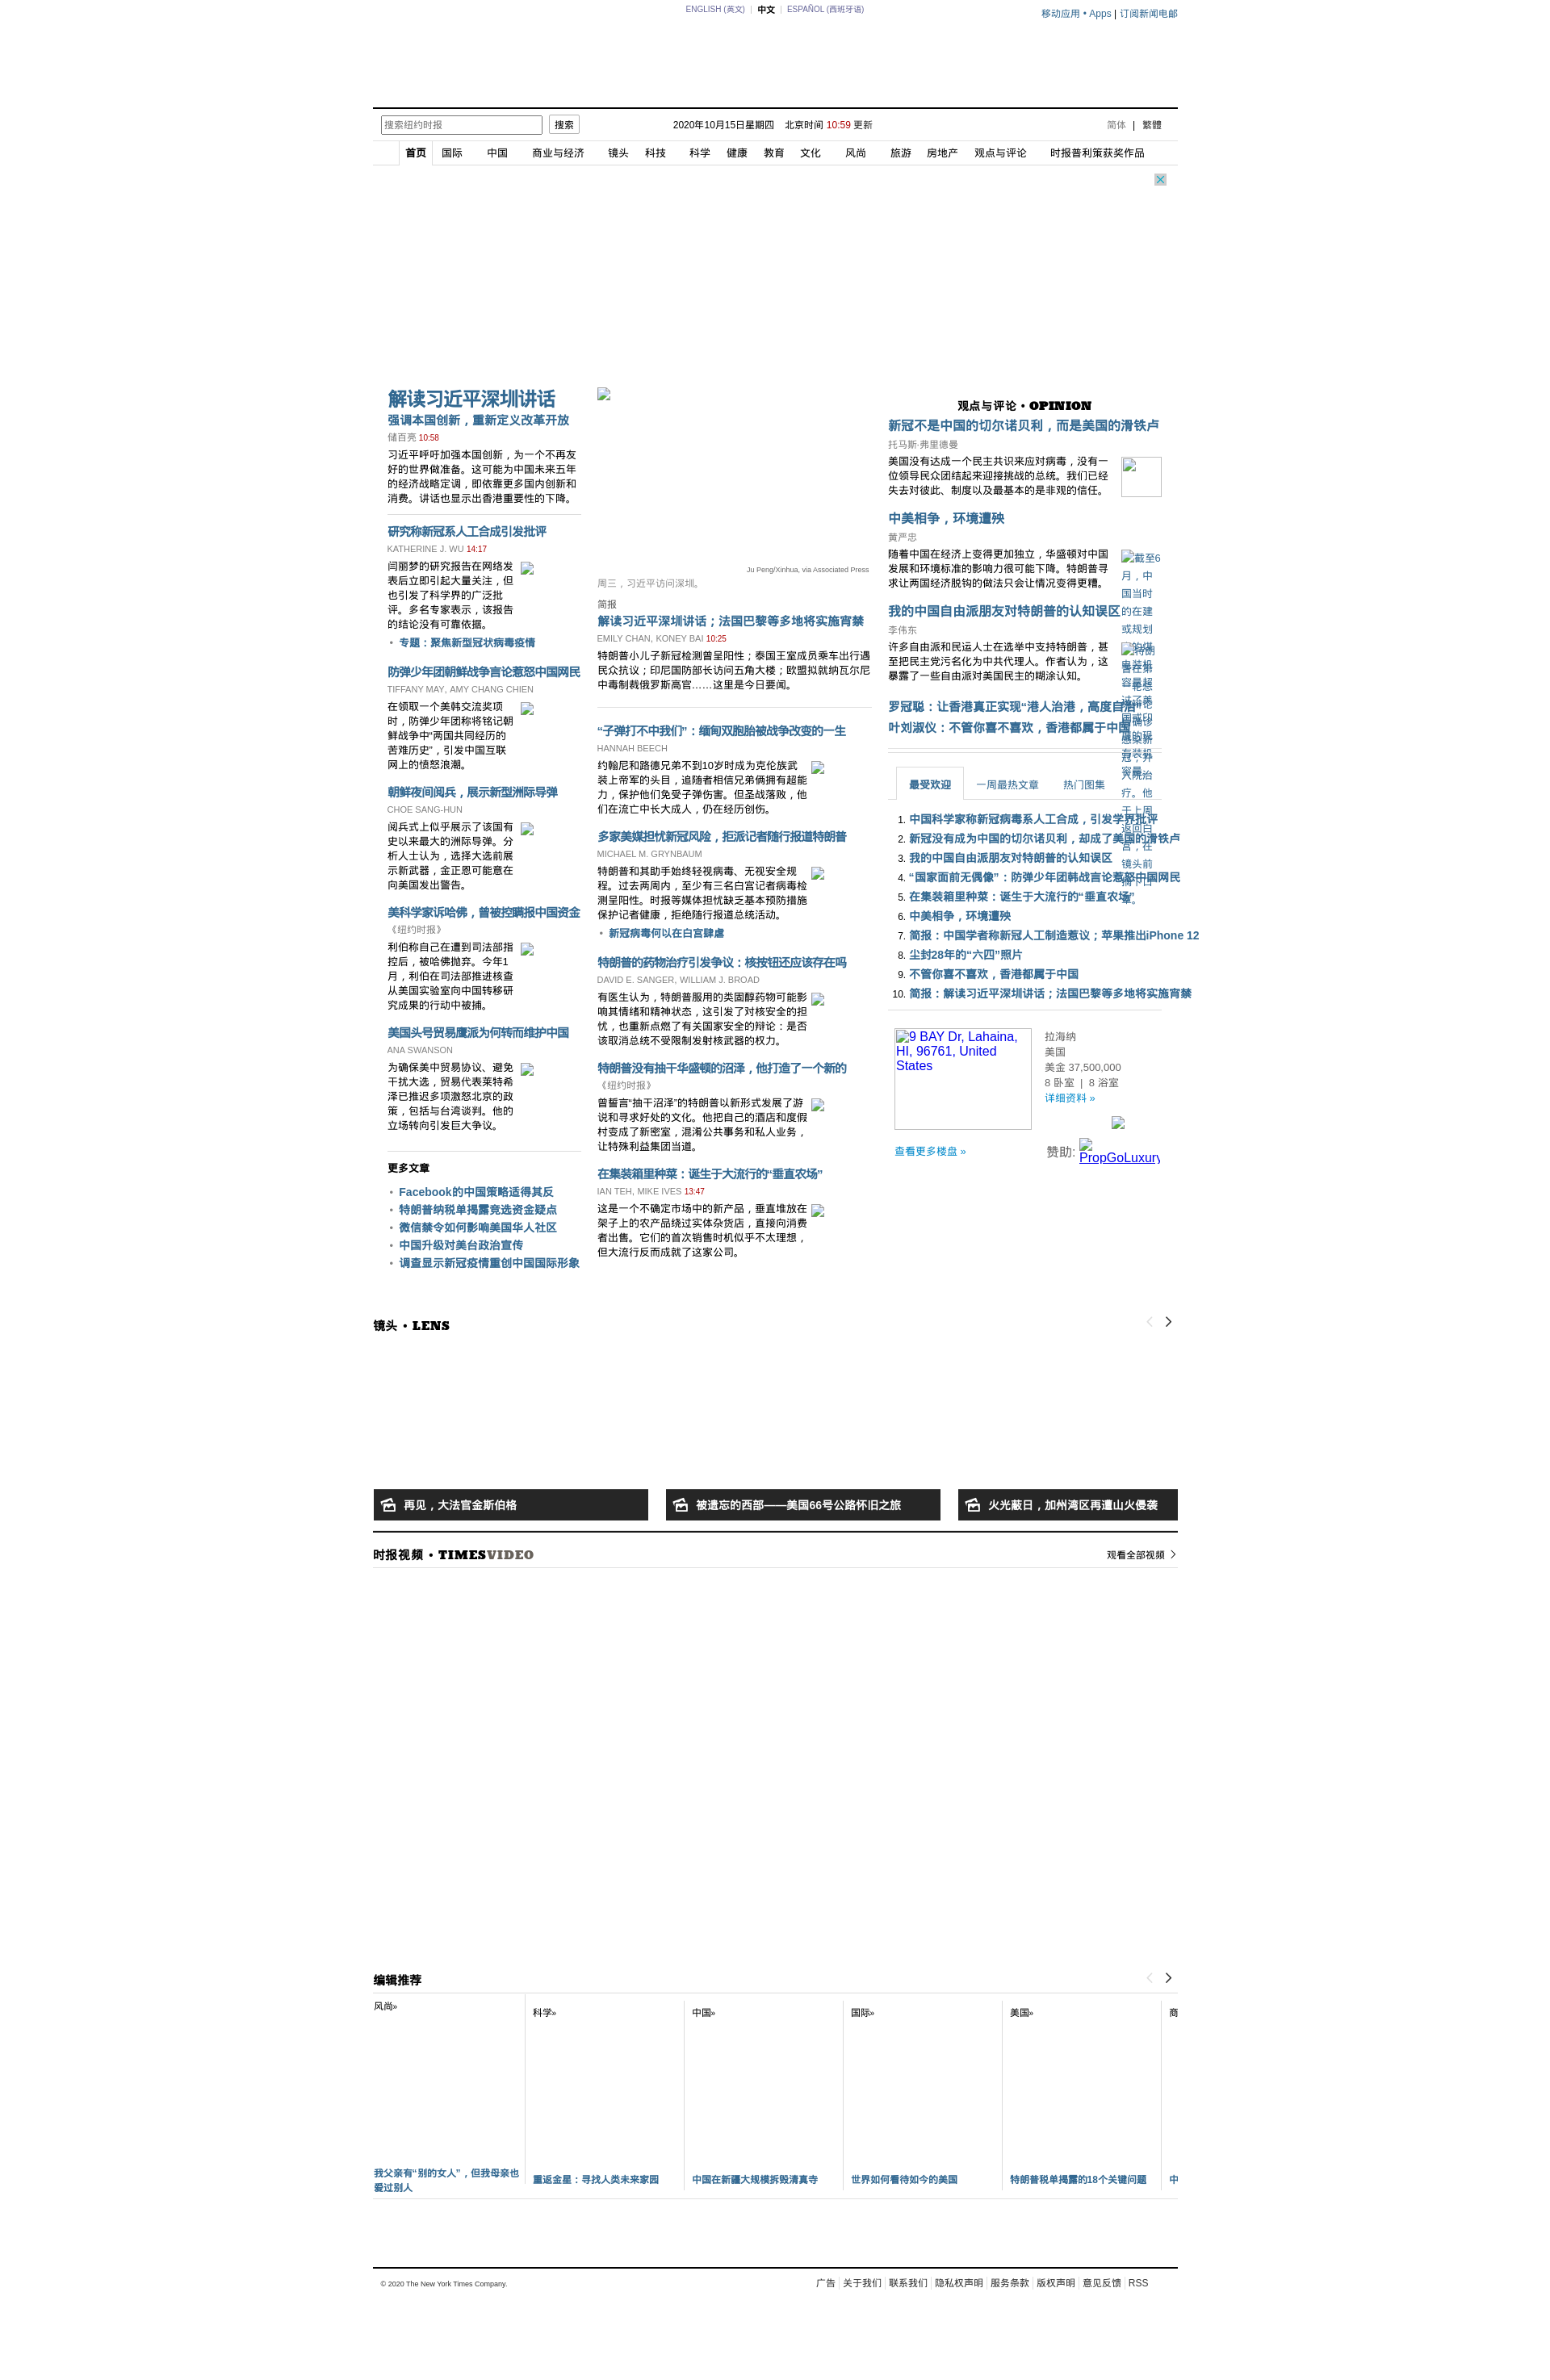 ENGLISH (英文) | 中文 | ESPAÑOL (西班牙语)
移动应用 • Apps | 订阅新闻电邮
搜索纽约时报
搜索
2020年10月15日星期四 北京时间 10:59 更新
简体 | 繁體
首页 国际 中国 商业与经济 镜头 科技 科学 健康 教育 文化 风尚 旅游 房地产 观点与评论 时报普利策获奖作品
解读习近平深圳讲话
强调本国创新，重新定义改革开放
储百亮 10:58
习近平呼吁加强本国创新，为一个不再友
好的世界做准备。这可能为中国未来五年
的经济战略定调，即依靠更多国内创新和
消费。讲话也显示出香港重要性的下降。
研究称新冠系人工合成引发批评
KATHERINE J. WU 14:17
闫丽梦的研究报告在网络发
表后立即引起大量关注，但
也引发了科学界的广泛批
评。多名专家表示，该报告
的结论没有可靠依据。
• 专题：聚焦新型冠状病毒疫情
防弹少年团朝鲜战争言论惹怒中国网民
TIFFANY MAY, AMY CHANG CHIEN
在领取一个美韩交流奖项
时，防弹少年团称将铭记朝
鲜战争中“两国共同经历的
苦难历史”，引发中国互联
网上的愤怒浪潮。
朝鲜夜间阅兵，展示新型洲际导弹
CHOE SANG-HUN
阅兵式上似乎展示了该国有
史以来最大的洲际导弹。分
析人士认为，选择大选前展
示新武器，金正恩可能意在
向美国发出警告。
美科学家诉哈佛，曾被控瞒报中国资金
《纽约时报》
利伯称自己在遭到司法部指
控后，被哈佛抛弃。今年1
月，利伯在司法部推进核查
从美国实验室向中国转移研
究成果的行动中被捕。
美国头号贸易鹰派为何转而维护中国
ANA SWANSON
为确保美中贸易协议、避免
干扰大选，贸易代表莱特希
泽已推迟多项激怒北京的政
策，包括与台湾谈判。他的
立场转向引发巨大争议。
更多文章
• Facebook的中国策略适得其反
• 特朗普纳税单揭露竞选资金疑点
• 微信禁令如何影响美国华人社区
• 中国升级对美台政治宣传
• 调查显示新冠疫情重创中国国际形象
Ju Peng/Xinhua, via Associated Press
周三，习近平访问深圳。
简报
解读习近平深圳讲话；法国巴黎等多地将实施宵禁
EMILY CHAN, KONEY BAI 10:25
特朗普小儿子新冠检测曾呈阳性；泰国王室成员乘车出行遇
民众抗议；印尼国防部长访问五角大楼；欧盟拟就纳瓦尔尼
中毒制裁俄罗斯高官……这里是今日要闻。
“子弹打不中我们”：缅甸双胞胎被战争改变的一生
HANNAH BEECH
约翰尼和路德兄弟不到10岁时成为克伦族武
装上帝军的头目，追随者相信兄弟俩拥有超能
力，保护他们免受子弹伤害。但圣战落败，他
们在流亡中长大成人，仍在经历创伤。
多家美媒担忧新冠风险，拒派记者随行报道特朗普
MICHAEL M. GRYNBAUM
特朗普和其助手始终轻视病毒、无视安全规
程。过去两周内，至少有三名白宫记者病毒检
测呈阳性。时报等媒体担忧缺乏基本预防措施
保护记者健康，拒绝随行报道总统活动。
• 新冠病毒何以在白宫肆虐
特朗普的药物治疗引发争议：核按钮还应该存在吗
DAVID E. SANGER, WILLIAM J. BROAD
有医生认为，特朗普服用的类固醇药物可能影
响其情绪和精神状态，这引发了对核安全的担
忧，也重新点燃了有关国家安全的辩论：是否
该取消总统不受限制发射核武器的权力。
特朗普没有抽干华盛顿的沼泽，他打造了一个新的
《纽约时报》
曾誓言“抽干沼泽”的特朗普以新形式发展了游
说和寻求好处的文化。他把自己的酒店和度假
村变成了新密室，混淆公共事务和私人业务，
让特殊利益集团当道。
在集装箱里种菜：诞生于大流行的“垂直农场”
IAN TEH, MIKE IVES 13:47
这是一个不确定市场中的新产品，垂直堆放在
架子上的农产品绕过实体杂货店，直接向消费
者出售。它们的首次销售时机似乎不太理想，
但大流行反而成就了这家公司。
观点与评论 • OPINION
新冠不是中国的切尔诺贝利，而是美国的滑铁卢
托马斯·弗里德曼
美国没有达成一个民主共识来应对病毒，没有一
位领导民众团结起来迎接挑战的总统。我们已经
失去对彼此、制度以及最基本的是非观的信任。
中美相争，环境遭殃
黄严忠
随着中国在经济上变得更加独立，华盛顿对中国
发展和环境标准的影响力很可能下降。特朗普寻
求让两国经济脱钩的做法只会让情况变得更糟。
截至6
月，中
国当时
的在建
或规划
我的中国自由派朋友对特朗普的认知误区
李伟东
许多自由派和民运人士在选举中支持特朗普，甚
至把民主党污名化为中共代理人。作者认为，这
暴露了一些自由派对美国民主的糊涂认知。
罗冠聪：让香港真正实现“港人治港，高度自治”
叶刘淑仪：不管你喜不喜欢，香港都属于中国
最受欢迎 一周最热文章 热门图集
1. 中国科学家称新冠病毒系人工合成，引发学界批评
2. 新冠没有成为中国的切尔诺贝利，却成了美国的滑铁卢
3. 我的中国自由派朋友对特朗普的认知误区
4. “国家面前无偶像”：防弹少年团韩战言论惹怒中国网民
5. 在集装箱里种菜：诞生于大流行的“垂直农场”
6. 中美相争，环境遭殃
7. 简报：中国学者称新冠人工制造惹议；苹果推出iPhone 12
8. 尘封28年的“六四”照片
9. 不管你喜不喜欢，香港都属于中国
10. 简报：解读习近平深圳讲话；法国巴黎等多地将实施宵禁
9 BAY Dr, Lahaina,
HI, 96761, United
States
拉海纳
美国
美金 37,500,000
8 卧室 | 8 浴室
详细资料 »
查看更多楼盘 »
赞助: PropGoLuxury
镜头 • LENS
再见，大法官金斯伯格
被遗忘的西部——美国66号公路怀旧之旅
火光蔽日，加州湾区再遭山火侵袭
时报视频 • TIMESVIDEO
观看全部视频
编辑推荐
风尚»
科学»
中国»
国际»
美国»
商
我父亲有“别的女人”，但我母亲也
爱过别人
重返金星：寻找人类未来家园
中国在新疆大规模拆毁清真寺
世界如何看待如今的美国
特朗普税单揭露的18个关键问题
中
© 2020 The New York Times Company.
广告 关于我们 联系我们 隐私权声明 服务条款 版权声明 意见反馈 RSS